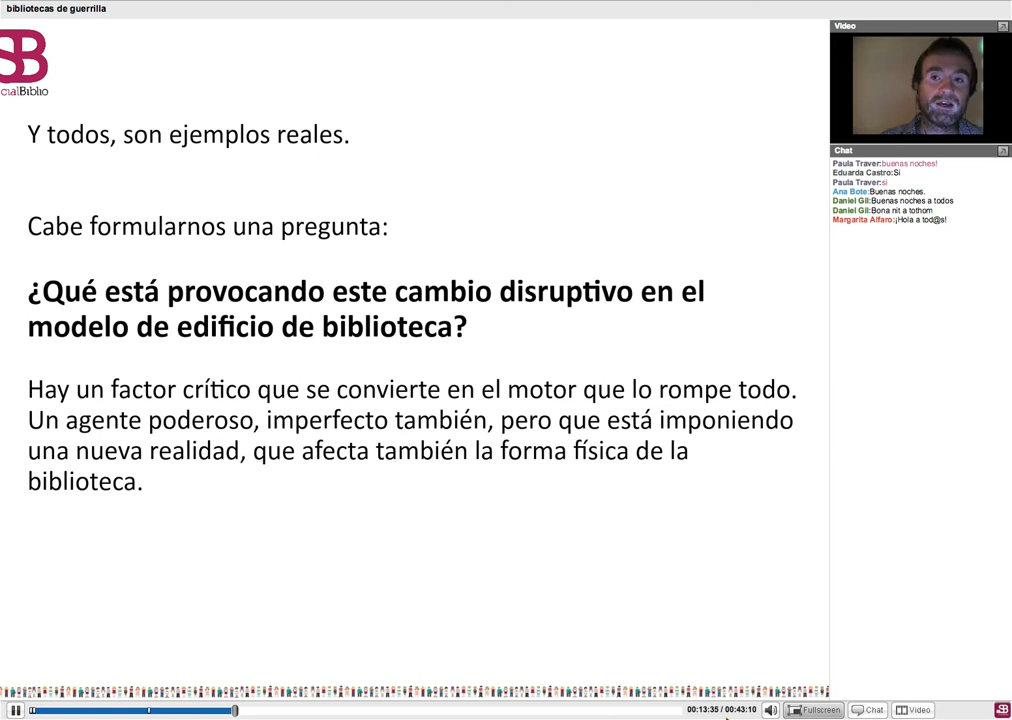 bibliotecas de guerrilla
SB
cialBiblio
Y todos, son ejemplos reales.
Cabe formularnos una pregunta:
¿Qué está provocando este cambio disruptivo en el
modelo de edificio de biblioteca?
Hay un factor crítico que se convierte en el motor que lo rompe todo.
Un agente poderoso, imperfecto también, pero que está imponiendo
una nueva realidad, que afecta también la forma física de la
biblioteca.
Video
Chat
Paula Traver:buenas noches!
Eduarda Castro:Si
Paula Traver:si
Ana Bote:Buenas noches.
Daniel Gil:Buenas noches a todos
Daniel Gil:Bona nit a tothom
Margarita Alfaro:¡Hola a tod@s!
00:13:35 / 00:43:10
Fullscreen
Chat
Video
SB